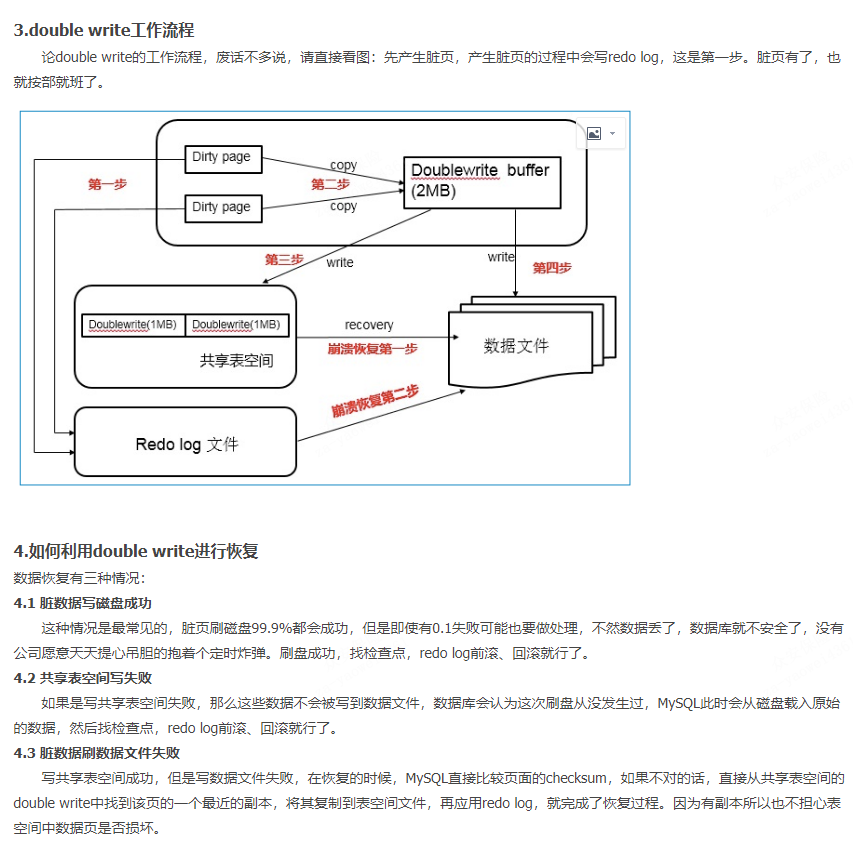 3.double write工作流程
论double write的工作流程，废话不多说，请直接看图：先产生脏页，产生脏页的过程中会写redo log，这是第一步。脏页有了，也
就按部就班了。
Dirty page
copy
Doublewrite buffer
(2MB)
第一步
第二步
Dirty page
copy
第三步
write
write
第四步
Doublewrite(1MB)
Doublewrite(1MB)
recovery
共享表空间
崩溃恢复第一步
数据文件
崩溃恢复第二步
Redo log 文件
4.如何利用double write进行恢复
数据恢复有三种情况：
4.1 脏数据写磁盘成功
这种情况是最常见的，脏页刷磁盘99.9%都会成功，但是即使有0.1失败可能也要做处理，不然数据丢了，数据库就不安全了，没有
公司愿意天天提心吊胆的抱着个定时炸弹。刷盘成功，找检查点，redo log前滚、回滚就行了。
4.2 共享表空间写失败
如果是写共享表空间失败，那么这些数据不会被写到数据文件，数据库会认为这次刷盘从没发生过，MySQL此时会从磁盘载入原始
的数据，然后找检查点，redo log前滚、回滚就行了。
4.3 脏数据刷数据文件失败
写共享表空间成功，但是写数据文件失败，在恢复的时候，MySQL直接比较页面的checksum，如果不对的话，直接从共享表空间的
double write中找到该页的一个最近的副本，将其复制到表空间文件，再应用redo log，就完成了恢复过程。因为有副本所以也不担心表
空间中数据页是否损坏。